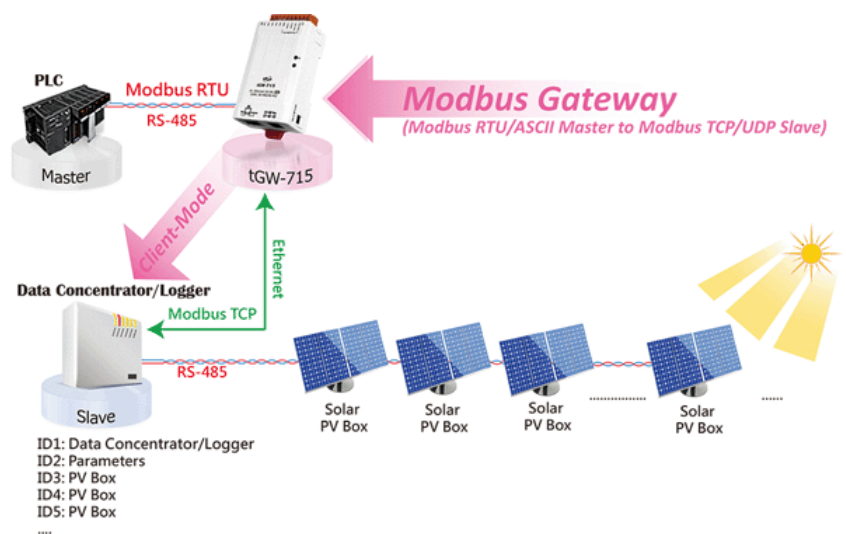 PLC
Modbus RTU
RS-485
Master
tGW-715
Modbus Gateway
(Modbus RTU/ASCII Master to Modbus TCP/UDP Slave)
Client-Mode
Ethernet
Data Concentrator/Logger
Modbus TCP
RS-485
Slave
Solar
PV Box
Solar
PV Box
Solar
PV Box
..................
Solar
PV Box
......
ID1: Data Concentrator/Logger
ID2: Parameters
ID3: PV Box
ID4: PV Box
ID5: PV Box
....